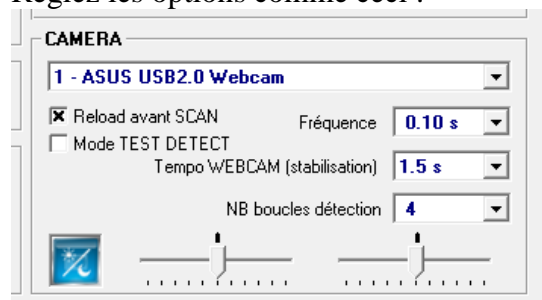 Réglez les options comme ceci :
CAMERA
1 - ASUS USB2.0 Webcam
Reload avant SCAN
Fréquence 0.10 s
Mode TEST DETECT
Tempo WEBCAM (stabilisation) 1.5 s
NB boucles détection 4